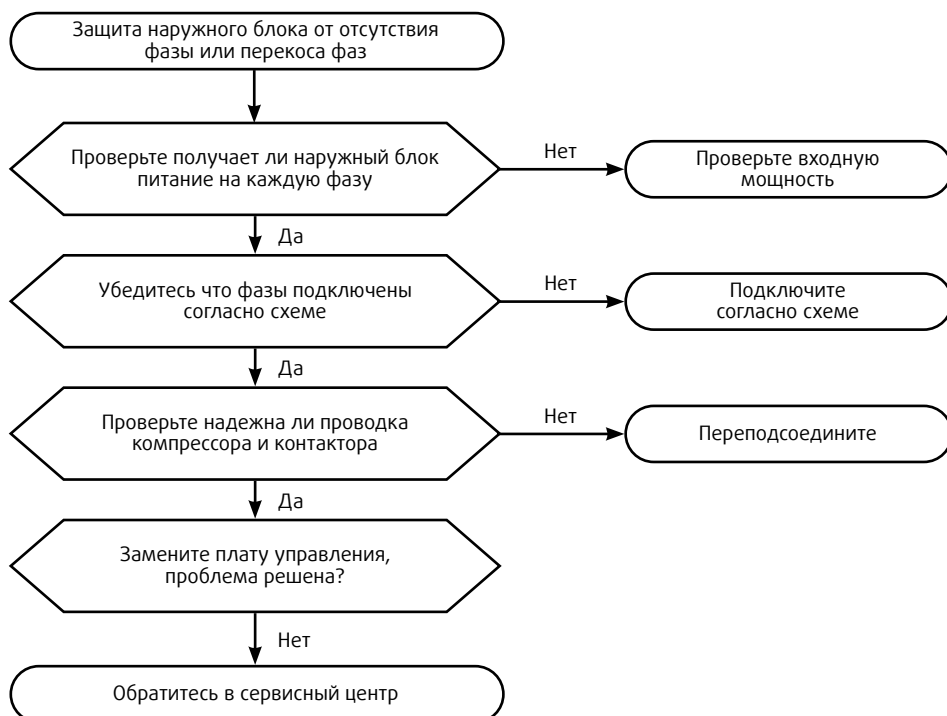 Защита наружного блока от отсутствия
фазы или перекоса фаз
Проверьте получает ли наружный блок
питание на каждую фазу
Нет
Проверьте входную
мощность
Да
Убедитесь что фазы подключены
согласно схеме
Нет
Подключите
согласно схеме
Да
Проверьте надежна ли проводка
компрессора и контактора
Нет
Переподсоедините
Да
Замените плату управления,
проблема решена?
Нет
Обратитесь в сервисный центр